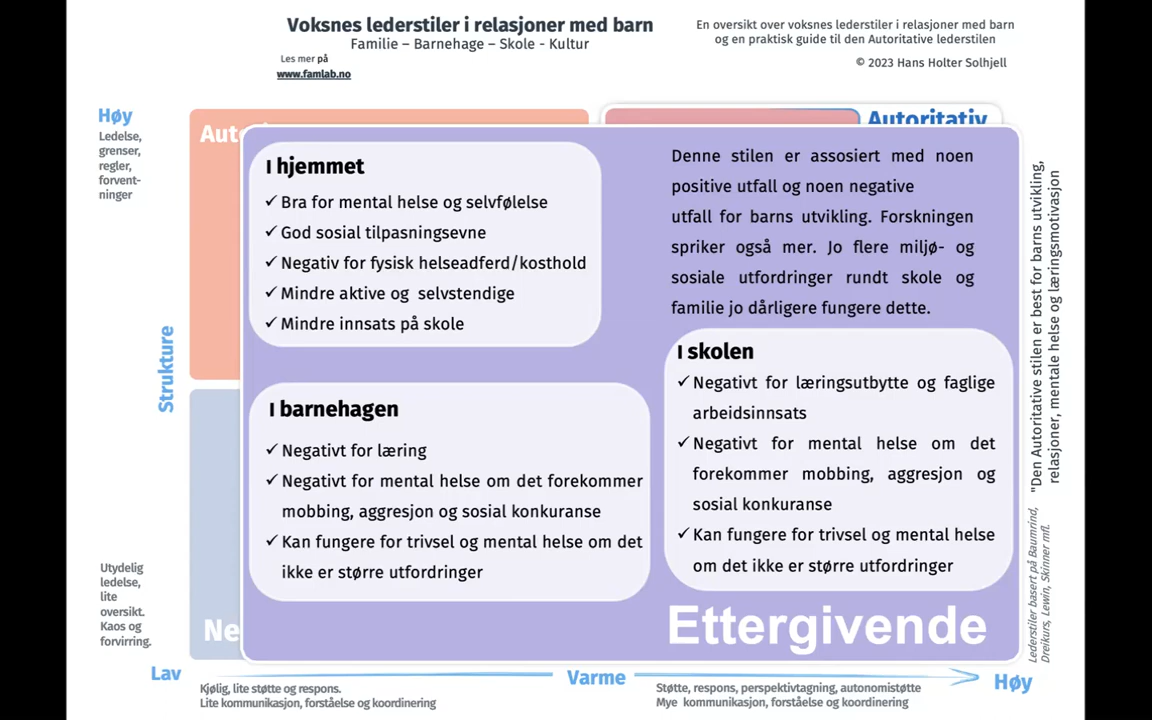 Voksnes lederstiler i relasjoner med barn
Familie – Barnehage – Skole - Kultur
Les mer på
www.famlab.no
En oversikt over voksnes lederstiler i relasjoner med barn
og en praktisk guide til den Autoritative lederstilen
© 2023 Hans Holter Solhjell
Høy
Ledelse,
grenser,
regler,
forvent-
ninger
Autoritativ
I hjemmet
✓ Bra for mental helse og selvfølelse
✓ God sosial tilpasningsevne
✓ Negativ for fysisk helseadferd/kosthold
✓ Mindre aktive og selvstendige
✓ Mindre innsats på skole
Denne stilen er assosiert med noen
positive utfall og noen negative
utfall for barns utvikling. Forskningen
spriker også mer. Jo flere miljø- og
sosiale utfordringer rundt skole og
familie jo dårligere fungere dette.
I barnehagen
✓ Negativt for læring
✓ Negativt for mental helse om det forekommer
mobbing, aggresjon og sosial konkuranse
✓ Kan fungere for trivsel og mental helse om det
ikke er større utfordringer
I skolen
✓ Negativt for læringsutbytte og faglige
arbeidsinnsats
✓ Negativt for mental helse om det
forekommer mobbing, aggresjon og
sosial konkuranse
✓ Kan fungere for trivsel og mental helse
om det ikke er større utfordringer
Ettergivende
Strukture
Utydelig
ledelse,
lite
oversikt.
Kaos og
forvirring.
Ne
Lav
Varme
Høy
Kjølig, lite støtte og respons.
Lite kommunikasjon, forståelse og koordinering
Støtte, respons, perspektivtagning, autonomistøtte
Mye kommunikasjon, forståelse og koordinering
"Den Autoritative stilen er best for barns utvikling,
relasjoner, mentale helse og læringsmotivasjon
Lederstiler basert på Baumrind,
Dreikurs, Lewin, Skinner mfl.